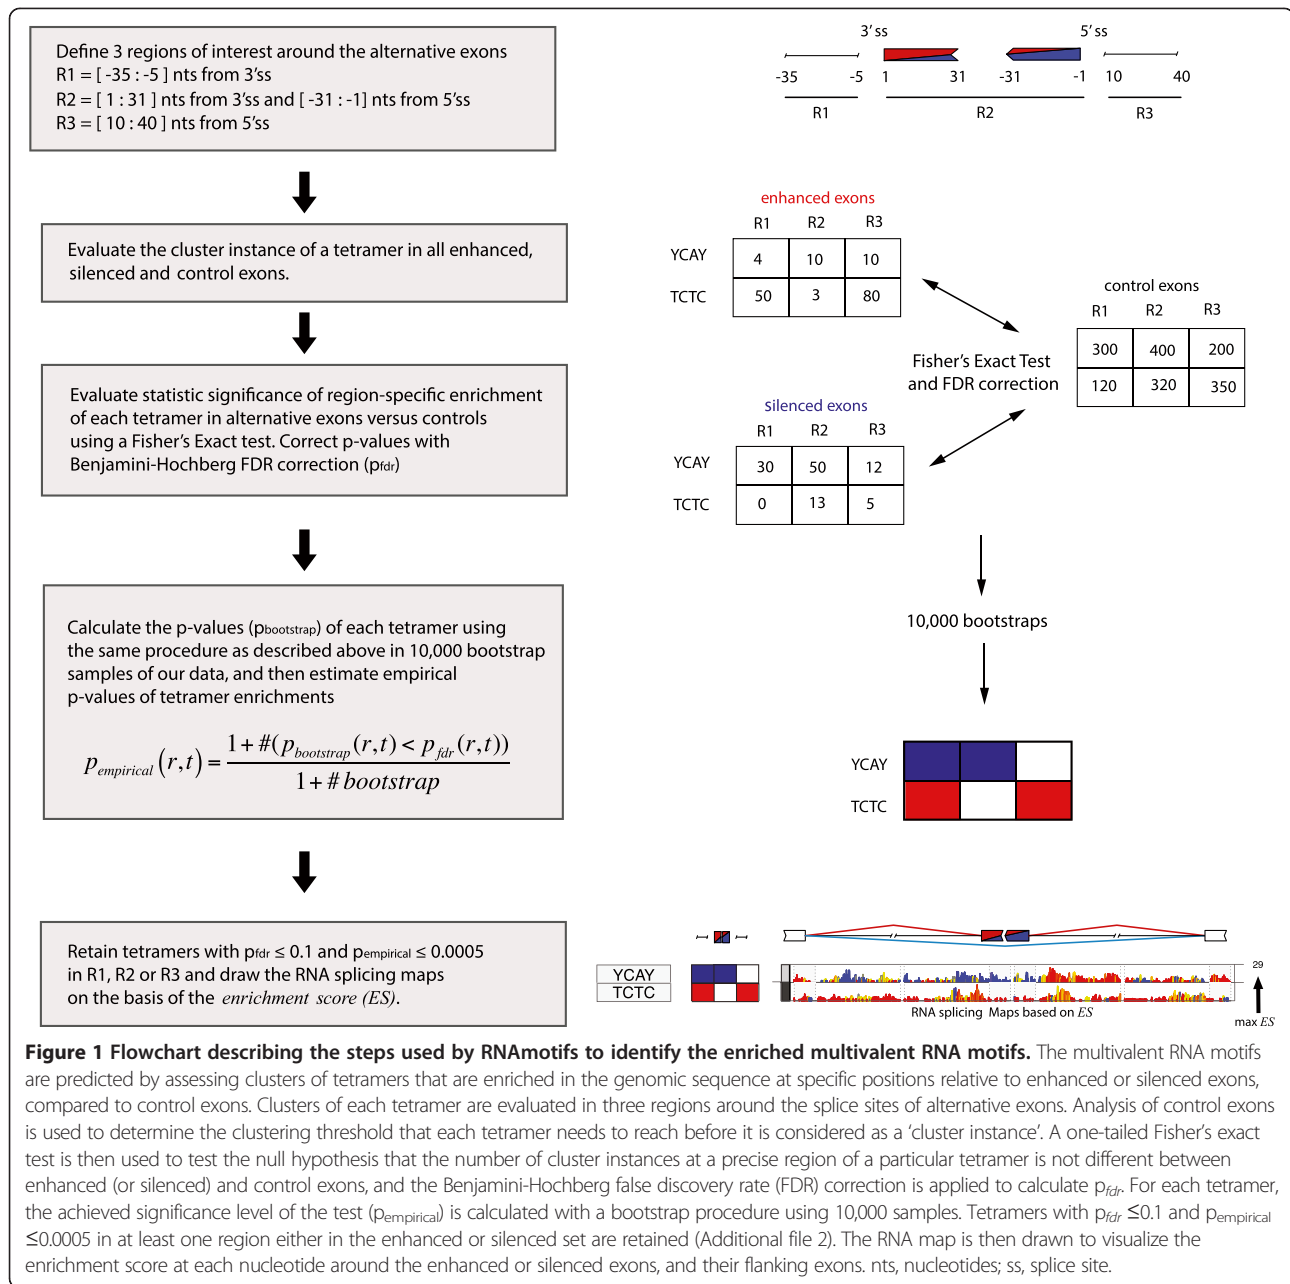 Define 3 regions of interest around the alternative exons
R1 = [ -35 : -5 ] nts from 3'ss
R2 = [ 1 : 31 ] nts from 3'ss and [ -31 : -1] nts from 5'ss
R3 = [ 10 : 40 ] nts from 5'ss
3' ss 5' ss
-35 -5 1 31 -31 -1 10 40
R1 R2 R3
Evaluate the cluster instance of a tetramer in all enhanced,
silenced and control exons.
enhanced exons
R1 R2 R3
YCAY 4 10 10
TCTC 50 3 80
control exons
R1 R2 R3
300 400 200
120 320 350
Fisher's Exact Test
and FDR correction
silenced exons
R1 R2 R3
YCAY 30 50 12
TCTC 0 13 5
Evaluate statistic significance of region-specific enrichment
of each tetramer in alternative exons versus controls
using a Fisher's Exact test. Correct p-values with
Benjamini-Hochberg FDR correction (pfdr)
Calculate the p-values (pbootstrap) of each tetramer using
the same procedure as described above in 10,000 bootstrap
samples of our data, and then estimate empirical
p-values of tetramer enrichments
p_empirical (r,t) = 1 + #(p_bootstrap (r,t) < p_fdr (r,t)) / 1 + # bootstrap
10,000 bootstraps
YCAY
TCTC
Retain tetramers with pfdr ≤ 0.1 and pempirical ≤ 0.0005
in R1, R2 or R3 and draw the RNA splicing maps
on the basis of the enrichment score (ES).
YCAY
TCTC
29
RNA splicing Maps based on ES
max ES
Figure 1 Flowchart describing the steps used by RNAmotifs to identify the enriched multivalent RNA motifs. The multivalent RNA motifs
are predicted by assessing clusters of tetramers that are enriched in the genomic sequence at specific positions relative to enhanced or silenced exons,
compared to control exons. Clusters of each tetramer are evaluated in three regions around the splice sites of alternative exons. Analysis of control exons
is used to determine the clustering threshold that each tetramer needs to reach before it is considered as a 'cluster instance'. A one-tailed Fisher's exact
test is then used to test the null hypothesis that the number of cluster instances at a precise region of a particular tetramer is not different between
enhanced (or silenced) and control exons, and the Benjamini-Hochberg false discovery rate (FDR) correction is applied to calculate pfdr. For each tetramer,
the achieved significance level of the test (pempirical) is calculated with a bootstrap procedure using 10,000 samples. Tetramers with pfdr ≤0.1 and pempirical
≤0.0005 in at least one region either in the enhanced or silenced set are retained (Additional file 2). The RNA map is then drawn to visualize the
enrichment score at each nucleotide around the enhanced or silenced exons, and their flanking exons. nts, nucleotides; ss, splice site.